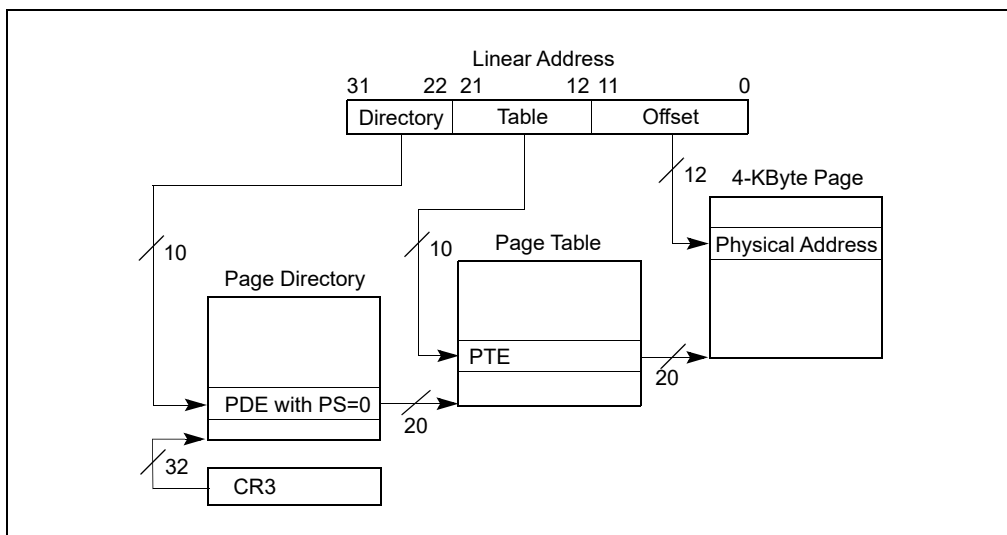 Linear Address
31 22 21 12 11 0
Directory Table Offset
12
4-KByte Page
Physical Address
10
10
Page Table
Page Directory
PTE
20
PDE with PS=0
20
32
CR3